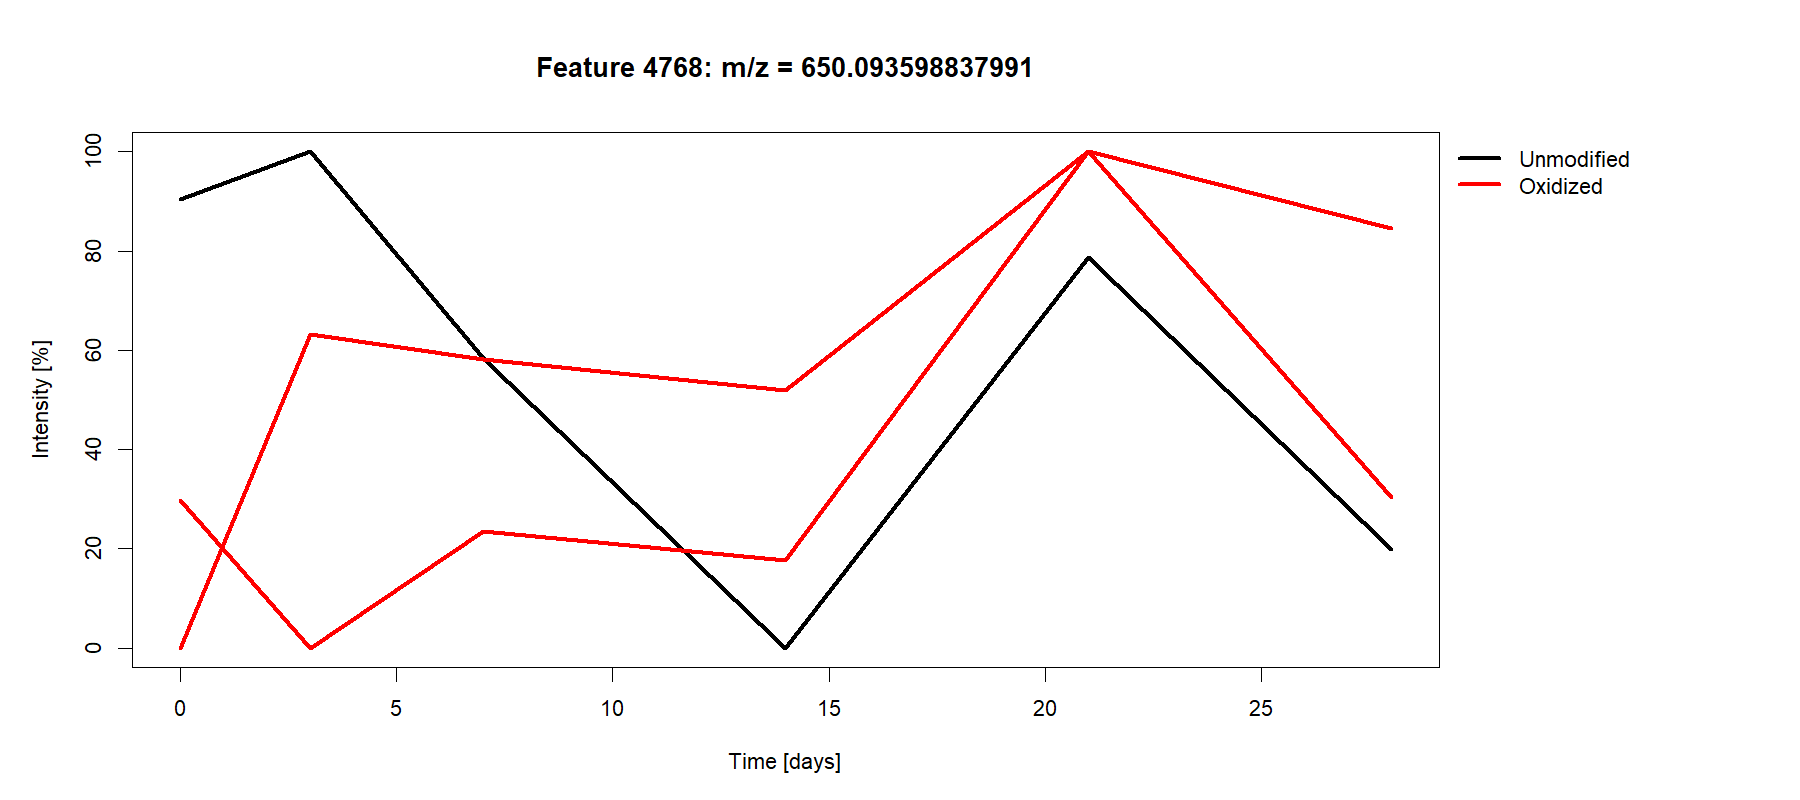 Feature 4768: m/z = 650.093598837991
Unmodified
Oxidized
Intensity [%]
100
80
60
40
20
0
0 5 10 15 20 25
Time [days]